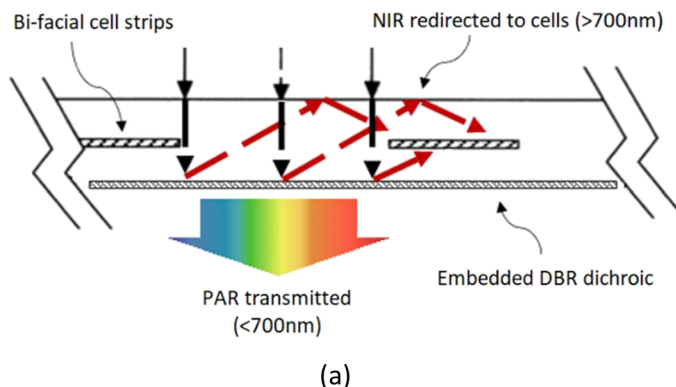 Bi-facial cell strips
NIR redirected to cells (>700nm)
Embedded DBR dichroic
PAR transmitted
(<700nm)
(a)